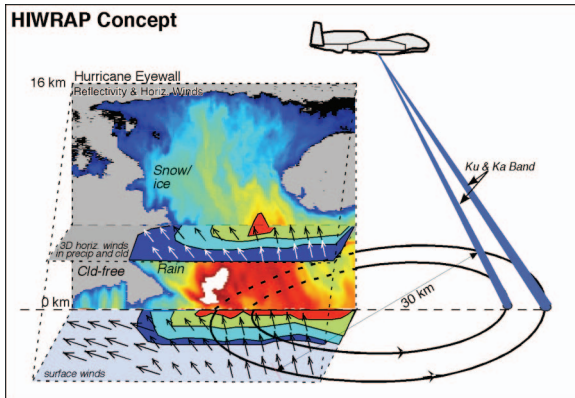 HIWRAP Concept
16 km
Hurricane Eyewall
Reflectivity & Horiz. Winds
Snow/
ice
Ku & Ka Band
3D horiz. winds
in precip and cld
Cld-free
Rain
30 km
0 km
surface winds